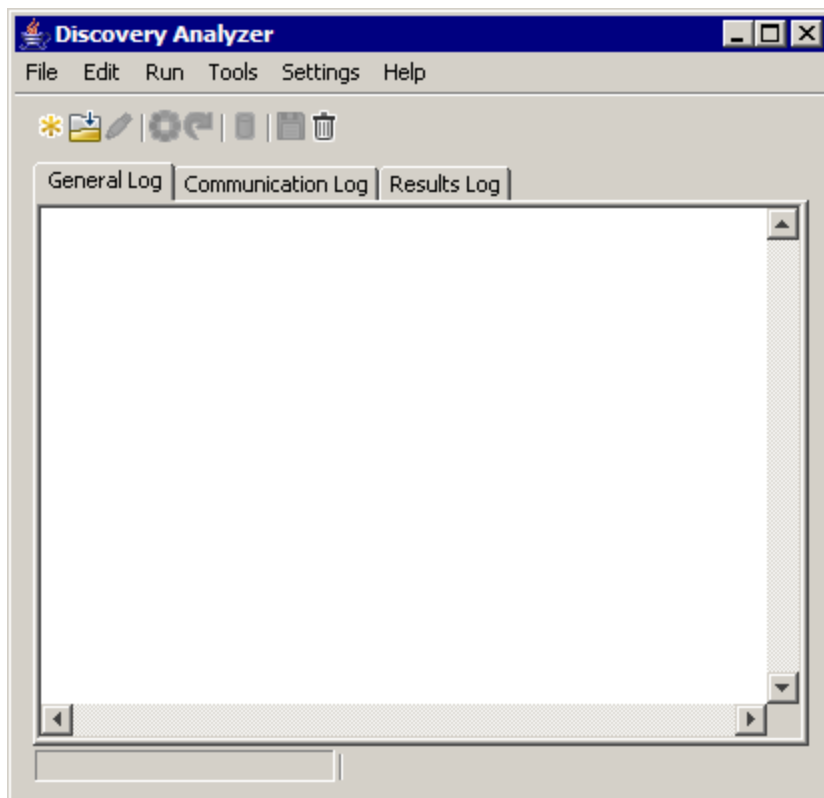 Discovery Analyzer
File Edit Run Tools Settings Help
General Log Communication Log Results Log